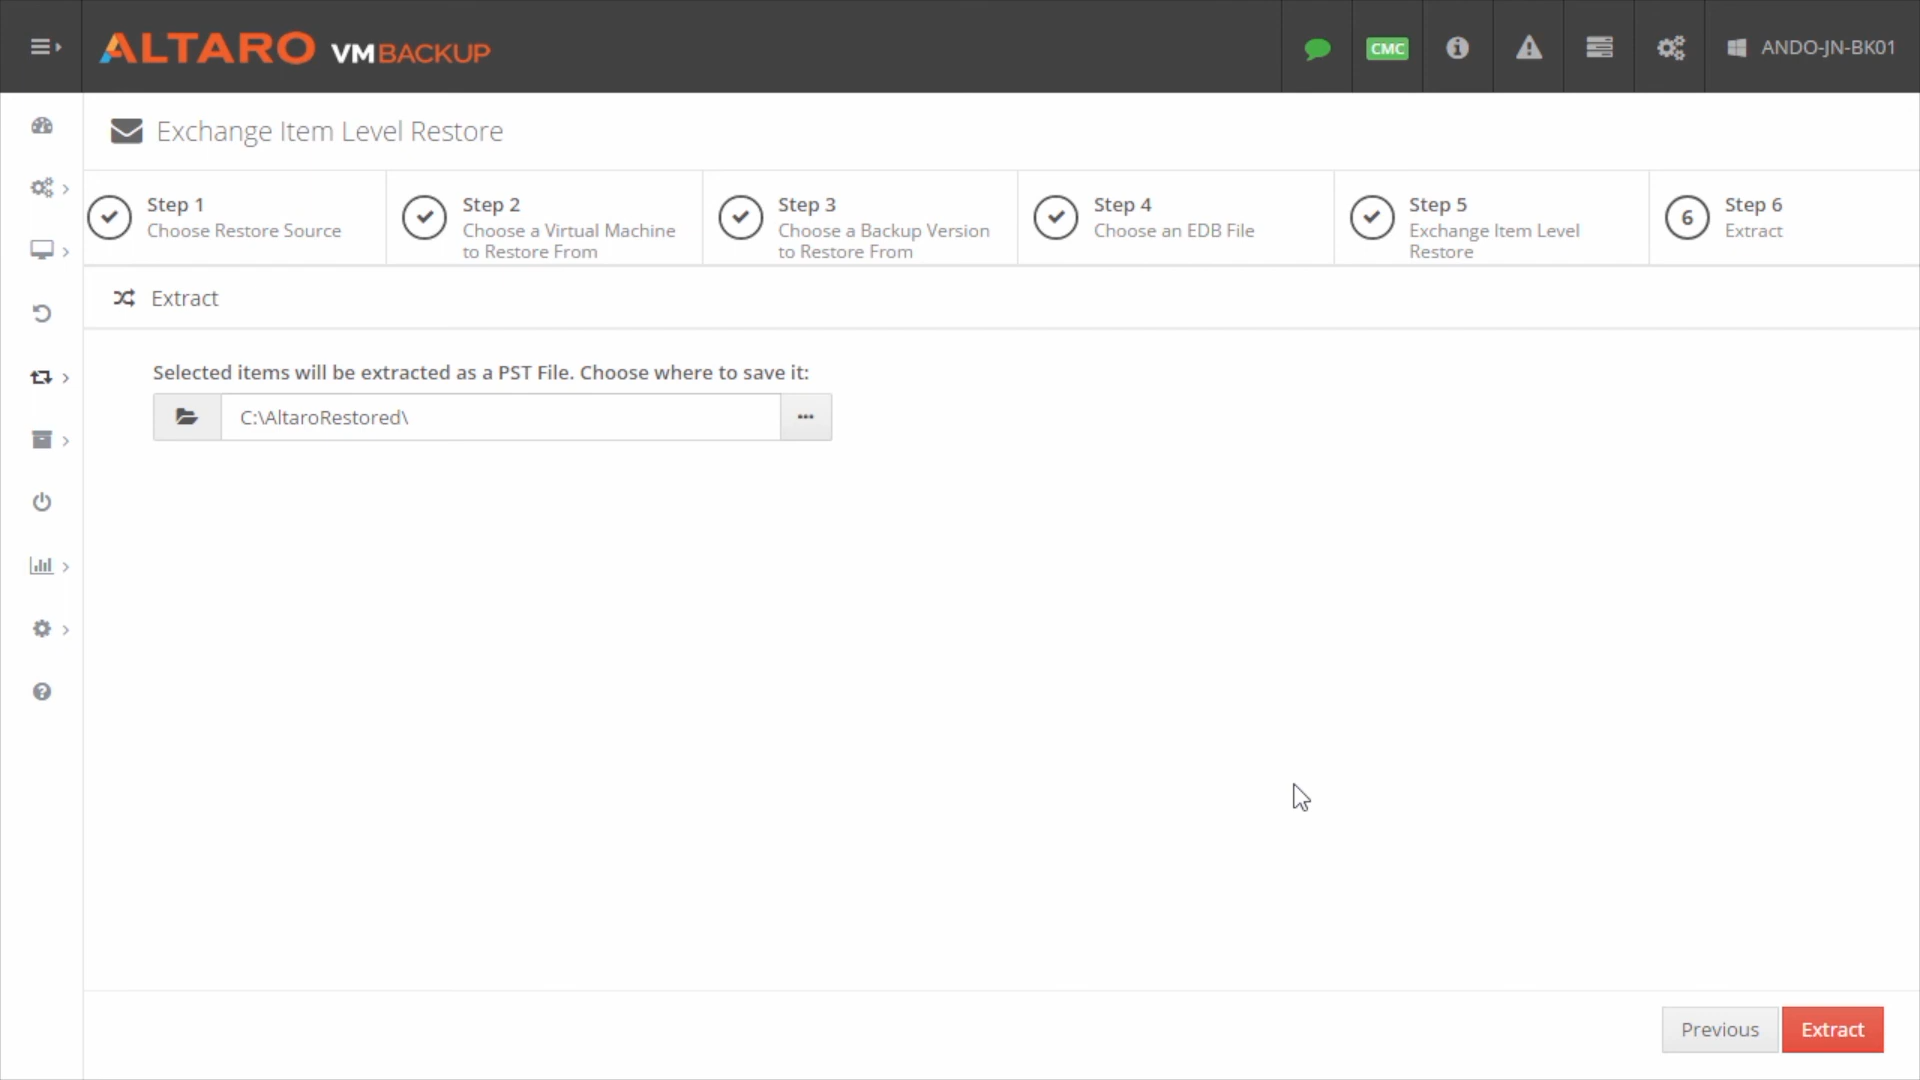 ALTARO VMBACKUP
CMC
ANDO-JN-BK01
Exchange Item Level Restore
Step 1
Choose Restore Source
Step 2
Choose a Virtual Machine
to Restore From
Step 3
Choose a Backup Version
to Restore From
Step 4
Choose an EDB File
Step 5
Exchange Item Level
Restore
6
Step 6
Extract
Extract
Selected items will be extracted as a PST File. Choose where to save it:
C:\AltaroRestored\
Previous
Extract